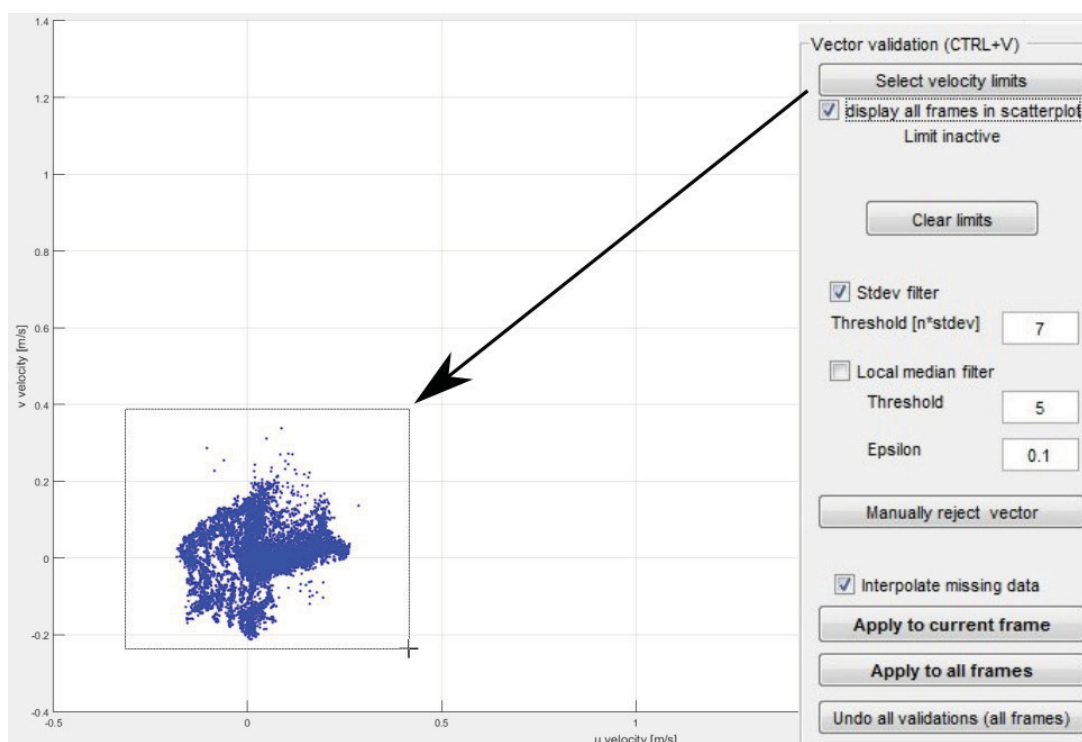 1.4
1.2
1
0.8
0.6
0.4
0.2
0
-0.2
-0.4
v velocity [m/s]
-0.5
0
0.5
1
u velocity [m/s]
Vector validation (CTRL+V)
Select velocity limits
display all frames in scatterplot
Limit inactive
Clear limits
Stdev filter
Threshold [n*stdev]
7
Local median filter
Threshold
5
Epsilon
0.1
Manually reject vector
Interpolate missing data
Apply to current frame
Apply to all frames
Undo all validations (all frames)